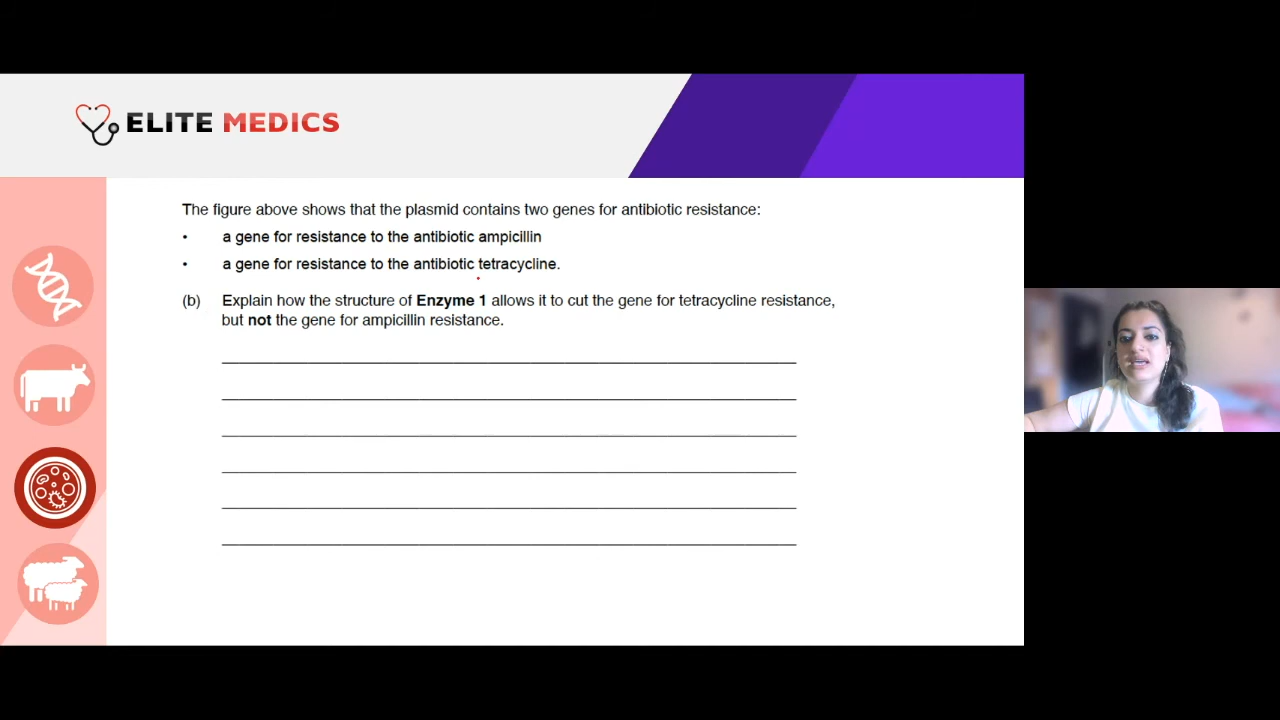 ELITE MEDICS
The figure above shows that the plasmid contains two genes for antibiotic resistance:
• a gene for resistance to the antibiotic ampicillin
• a gene for resistance to the antibiotic tetracycline.
(b) Explain how the structure of Enzyme 1 allows it to cut the gene for tetracycline resistance,
but not the gene for ampicillin resistance.